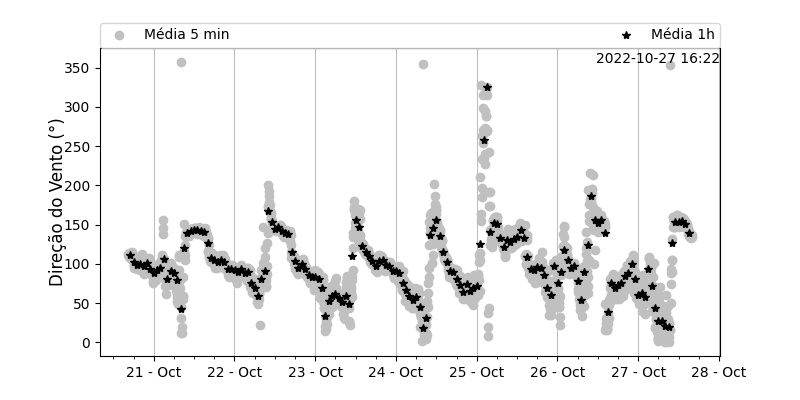 Média 5 min
Média 1h
2022-10-27 16:22
Direção do Vento (°)
350
300
250
200
150
100
50
0
21 - Oct
22 - Oct
23 - Oct
24 - Oct
25 - Oct
26 - Oct
27 - Oct
28 - Oct